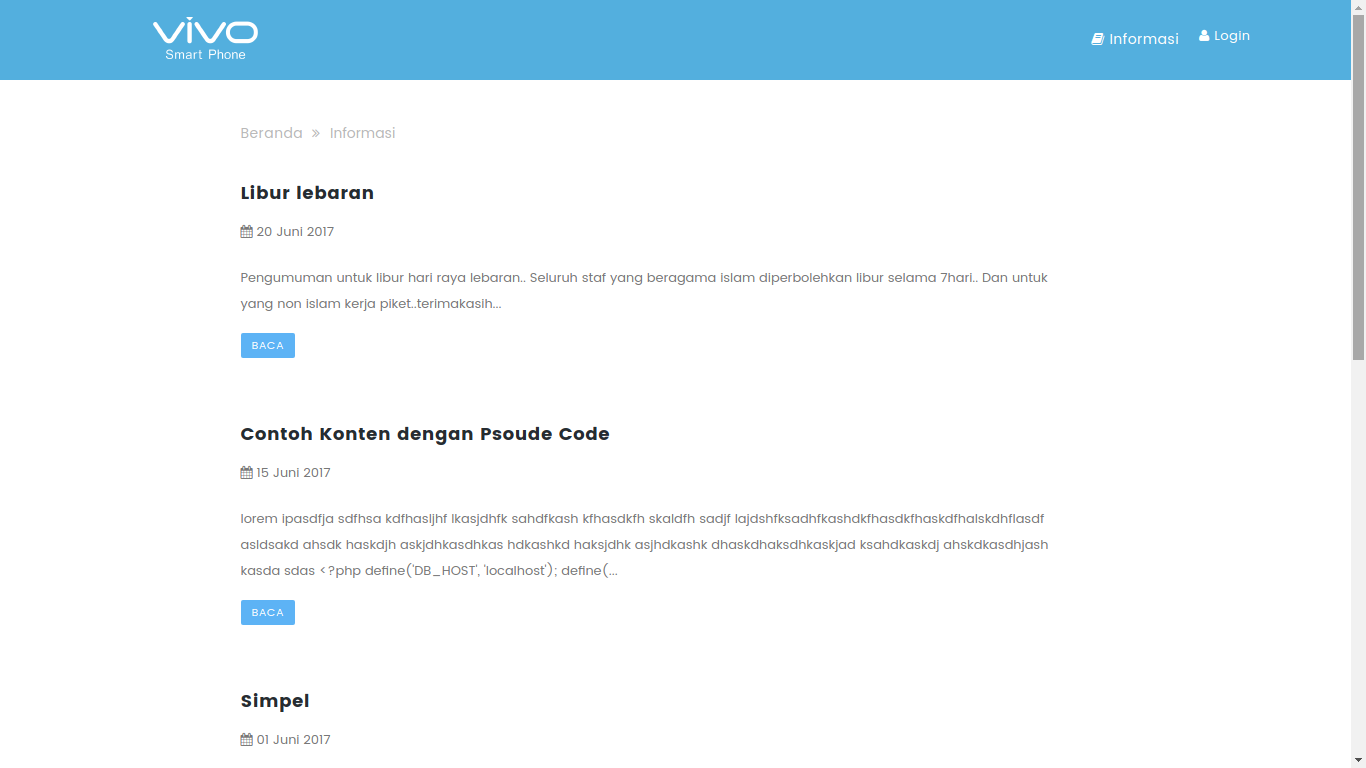 vivo
Smart Phone
Informasi
Login
Beranda » Informasi
Libur lebaran
20 Juni 2017
Pengumuman untuk libur hari raya lebaran.. Seluruh staf yang beragama islam diperbolehkan libur selama 7hari.. Dan untuk
yang non islam kerja piket..terimakasih...
BACA
Contoh Konten dengan Psoude Code
15 Juni 2017
lorem ipasdfja sdfhsa kdfhasljhf lkasjdhfk sahdfkash kfhasdkfh skaldfh sadjf lajdshfksadhfkashdkfhasdkfhaskdfhalskdhflasdf
asldsakd ahsdk haskdjh askjdhkasdhkas hdkashkd haksjdhk asjhdkashk dhaskdhaksdhkaskjad ksahdkaskdj ahskdkasdhjash
kasda sdas <?php define('DB_HOST', 'localhost'); define(...
BACA
Simpel
01 Juni 2017